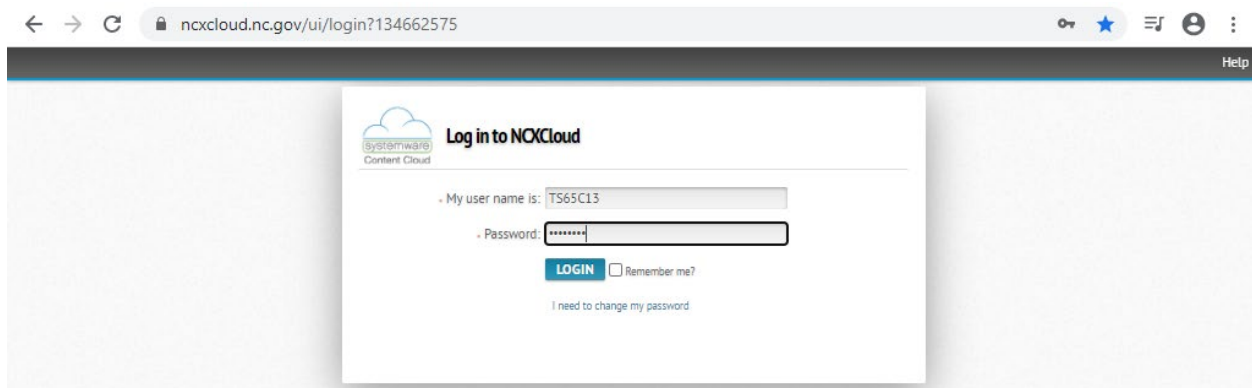 ncxcloud.nc.gov/ui/login?134662575
Help
systemware
Content Cloud
Log in to NCXCloud
My user name is: TS65C13
Password: ••••••••
LOGIN Remember me?
I need to change my password